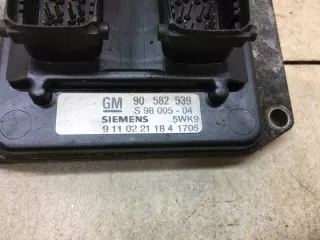 GM 90 582 539
S 98 005 - 04
SIEMENS 5WK9
9 11 02 21 18 4 1705